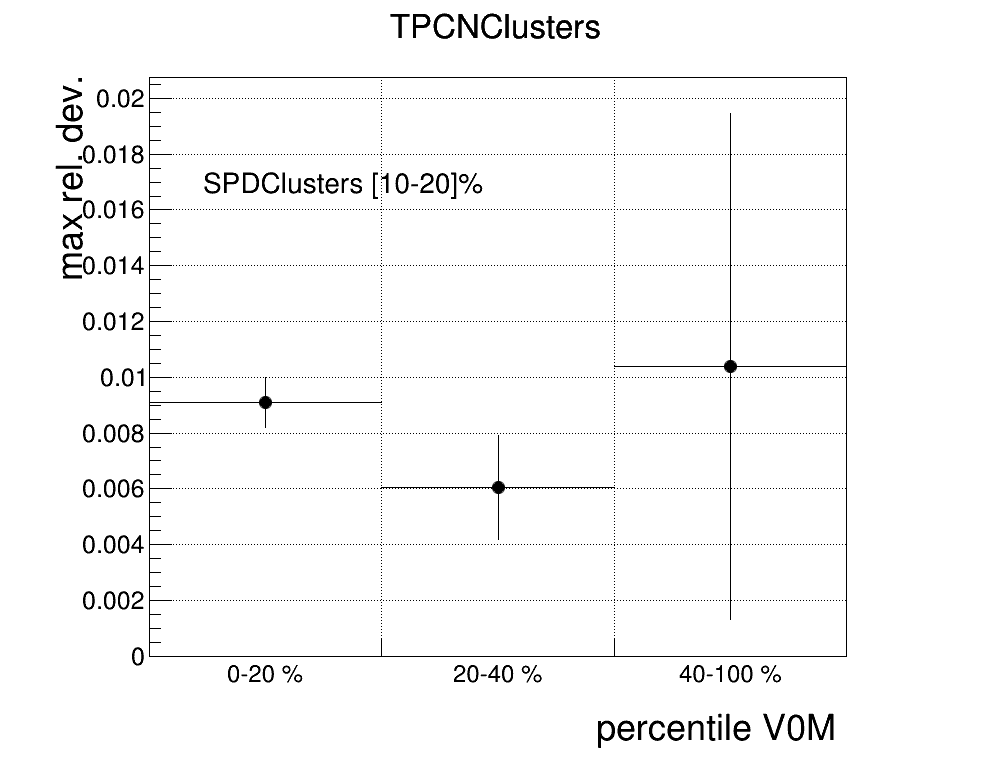 TPCNClusters
max rel. dev.
0.02
0.018
SPDClusters [10-20]%
0.016
0.014
0.012
0.01
0.008
0.006
0.004
0.002
0
0-20 % 20-40 % 40-100 %
percentile V0M